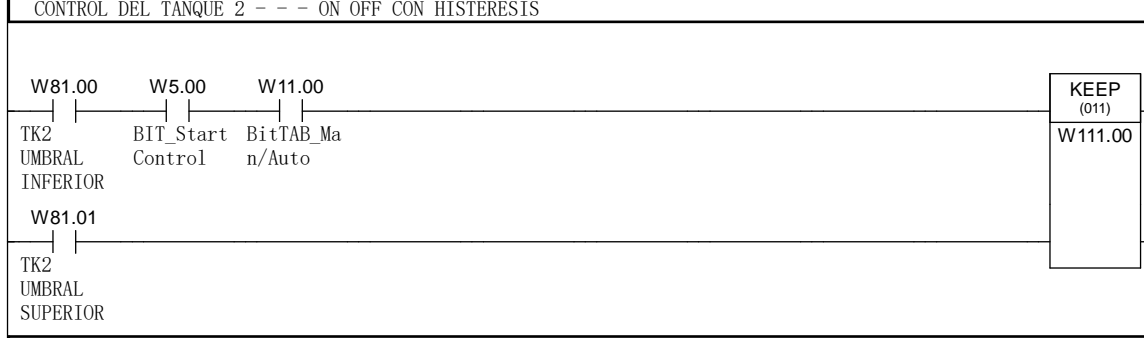 CONTROL DEL TANQUE 2 - - - ON OFF CON HISTERESIS
W81.00 W5.00 W11.00
KEEP
(011)
W111.00
TK2 BIT_Start BitTAB_Ma
UMBRAL Control n/Auto
INFERIOR
W81.01
TK2
UMBRAL
SUPERIOR